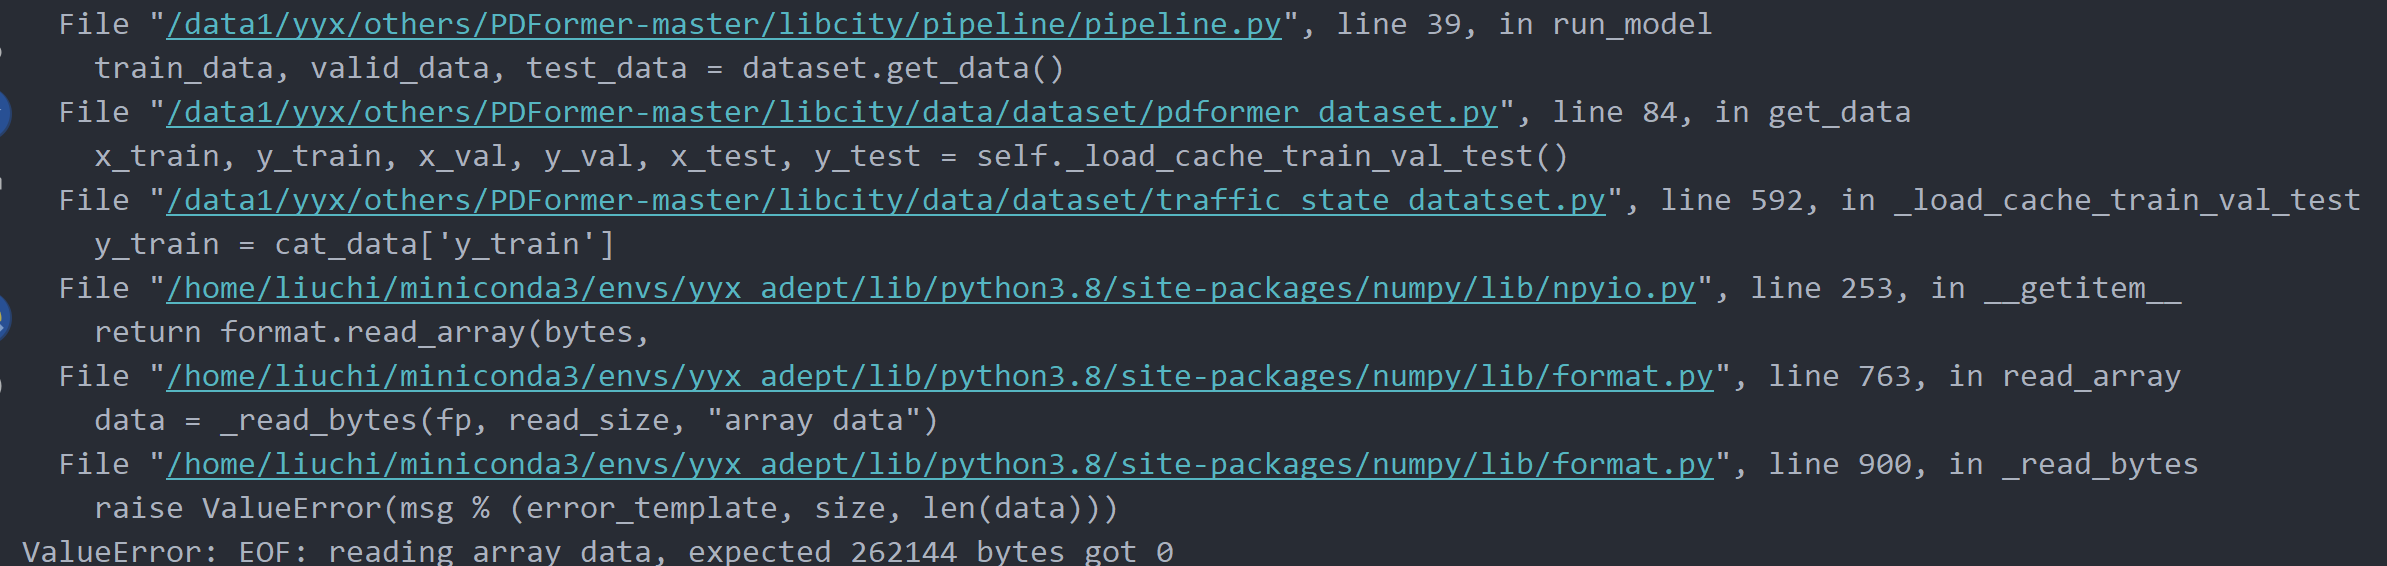 File "/data1/yyx/others/PDFormer-master/libcity/pipeline/pipeline.py", line 39, in run_model
train_data, valid_data, test_data = dataset.get_data()
File "/data1/yyx/others/PDFormer-master/libcity/data/dataset/pdformer_dataset.py", line 84, in get_data
x_train, y_train, x_val, y_val, x_test, y_test = self._load_cache_train_val_test()
File "/data1/yyx/others/PDFormer-master/libcity/data/dataset/traffic_state_datatset.py", line 592, in _load_cache_train_val_test
y_train = cat_data['y_train']
File "/home/liuchi/miniconda3/envs/yyx_adept/lib/python3.8/site-packages/numpy/lib/npyio.py", line 253, in __getitem__
return format.read_array(bytes,
File "/home/liuchi/miniconda3/envs/yyx_adept/lib/python3.8/site-packages/numpy/lib/format.py", line 763, in read_array
data = _read_bytes(fp, read_size, "array data")
File "/home/liuchi/miniconda3/envs/yyx_adept/lib/python3.8/site-packages/numpy/lib/format.py", line 900, in _read_bytes
raise ValueError(msg % (error_template, size, len(data)))
ValueError: EOF: reading array data, expected 262144 bytes got 0